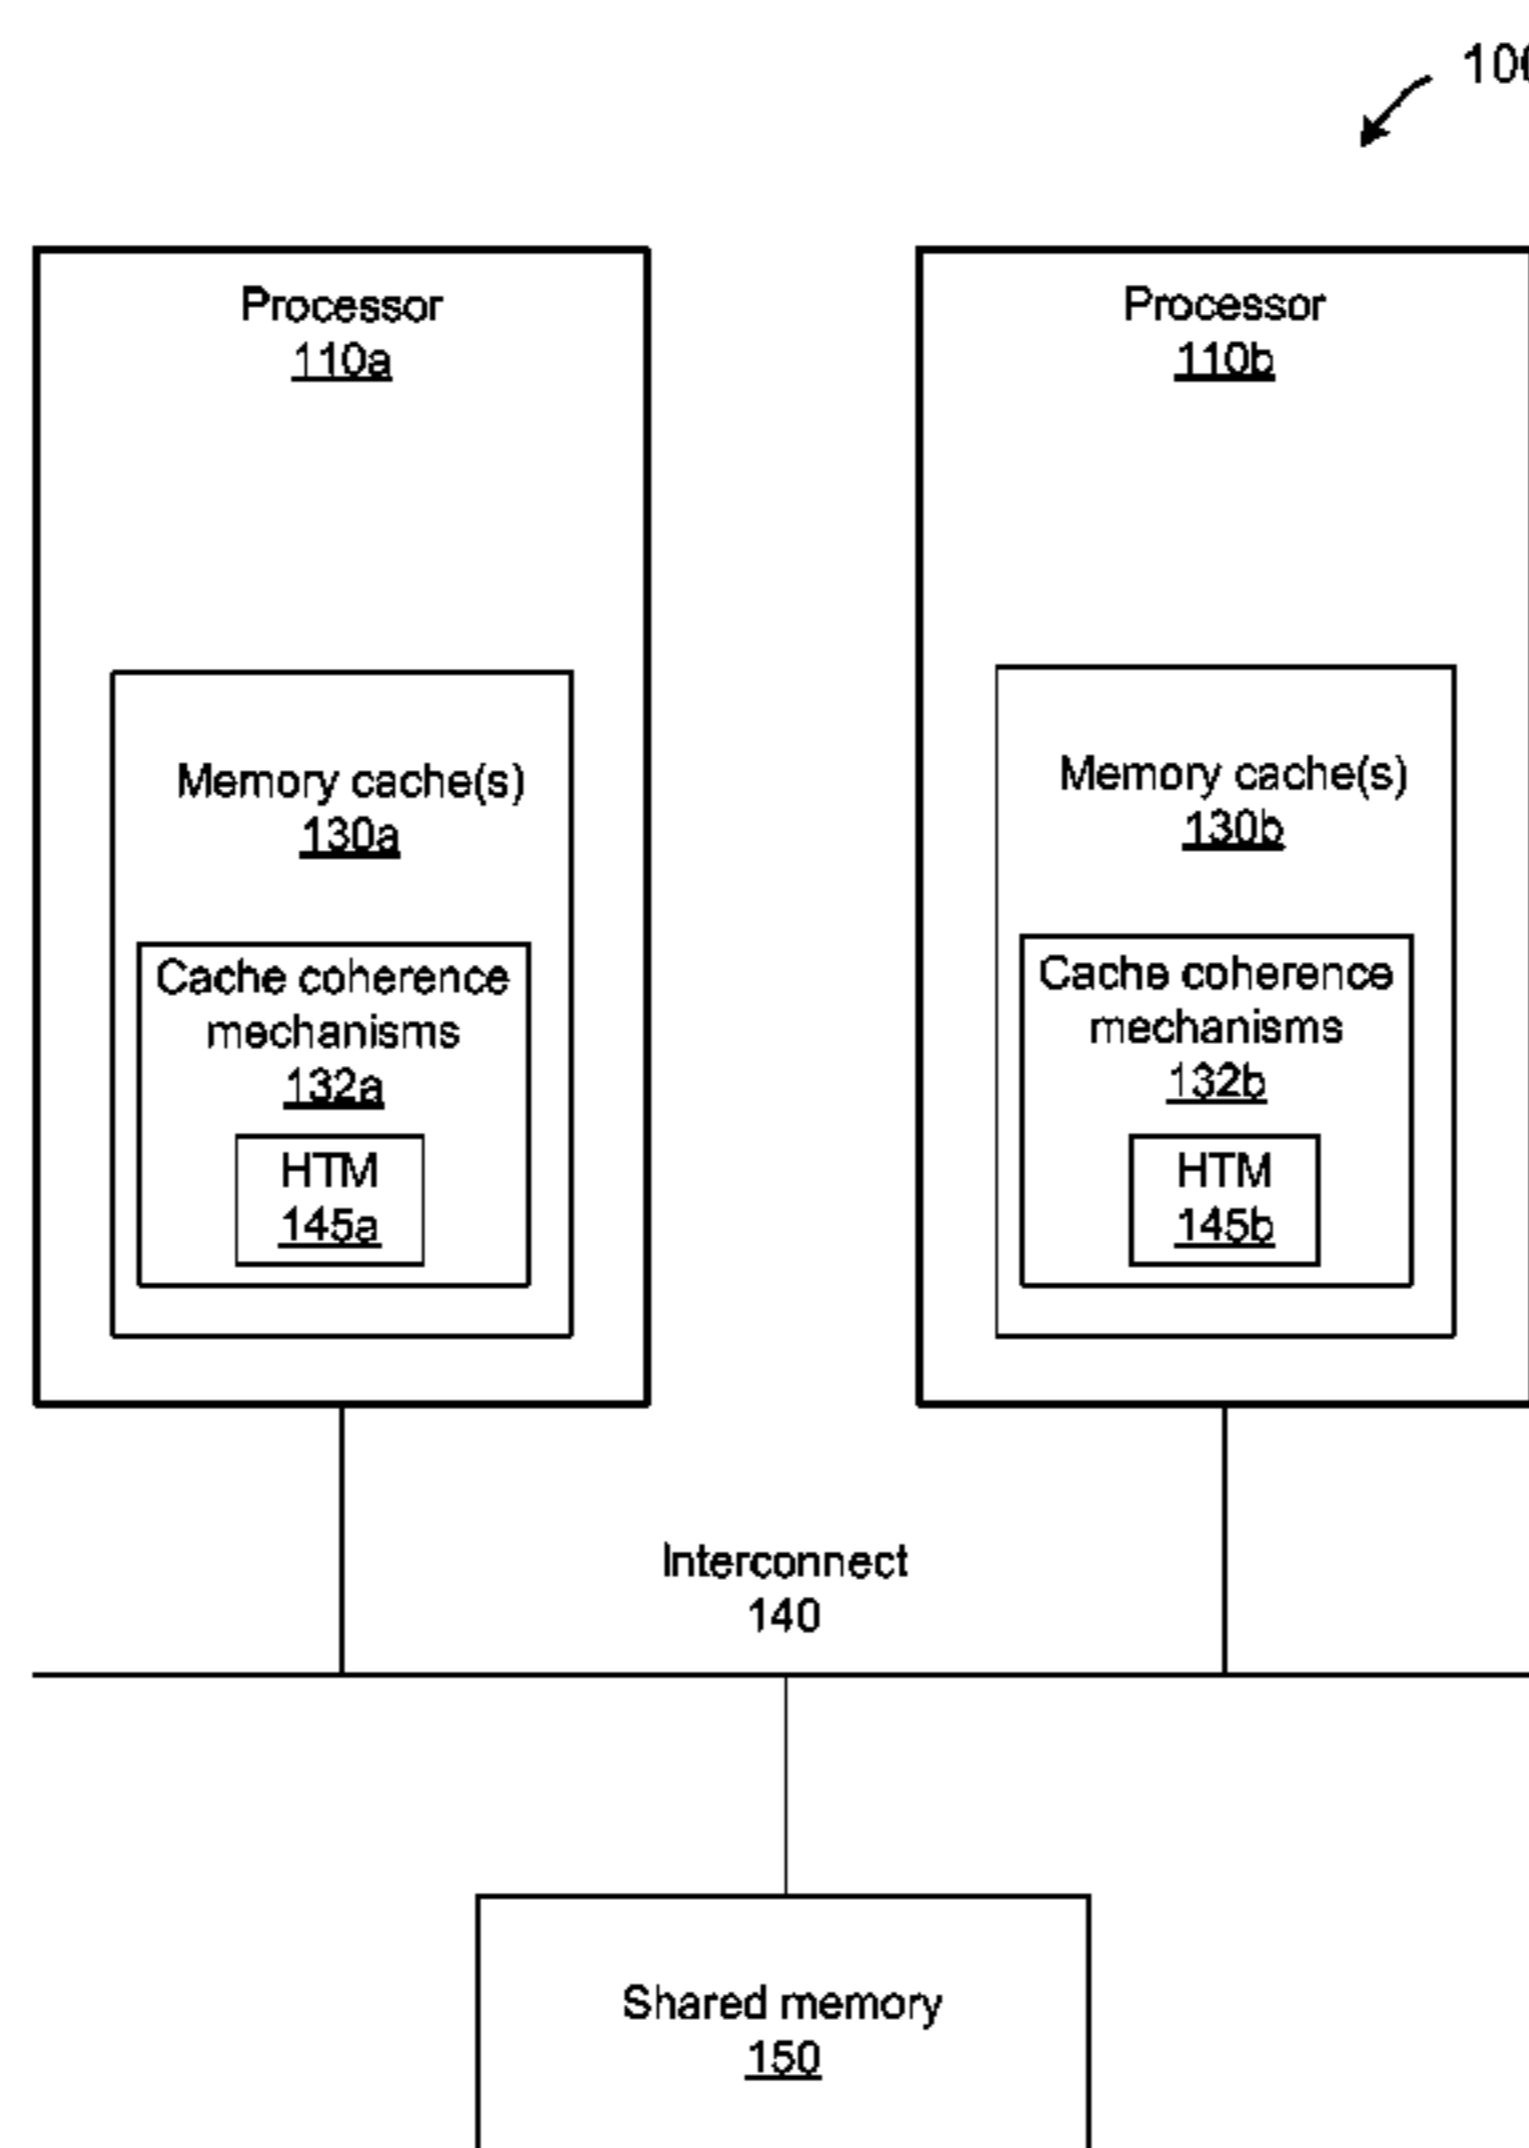 100
Processor
110a
Processor
110b
Memory cache(s)
130a
Memory cache(s)
130b
Cache coherence
mechanisms
132a
Cache coherence
mechanisms
132b
HTM
145a
HTM
145b
Interconnect
140
Shared memory
150